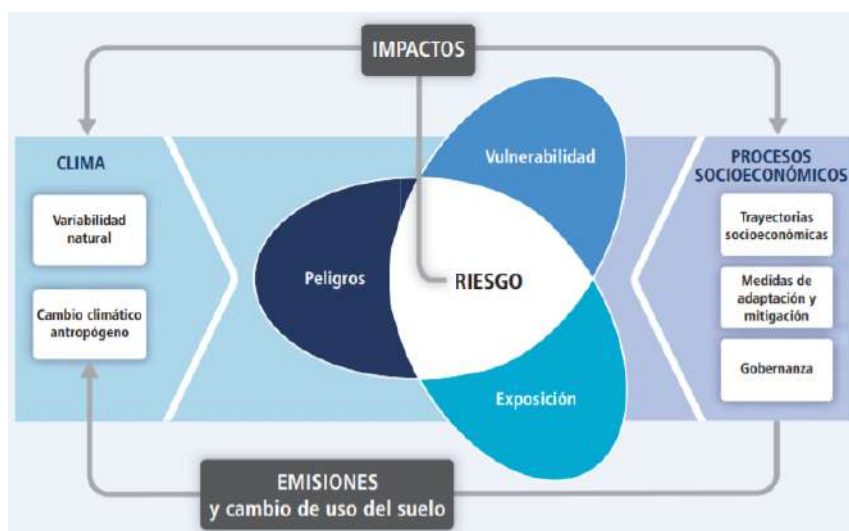 IMPACTOS
CLIMA
Variabilidad
natural
Cambio climático
antropógeno
Vulnerabilidad
Peligros
RIESGO
Exposición
PROCESOS
SOCIOECONÓMICOS
Trayectorias
socioeconómicas
Medidas de
adaptación y
mitigación
Gobernanza
EMISIONES
y cambio de uso del suelo